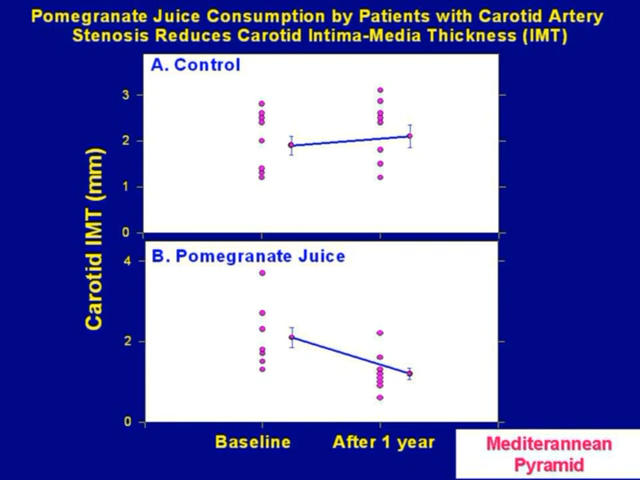 Pomegranate Juice Consumption by Patients with Carotid Artery
Stenosis Reduces Carotid Intima-Media Thickness (IMT)
A. Control
3
2
1
0
Carotid IMT (mm)
B. Pomegranate Juice
4
2
0
Baseline
After 1 year
Mediterannean
Pyramid